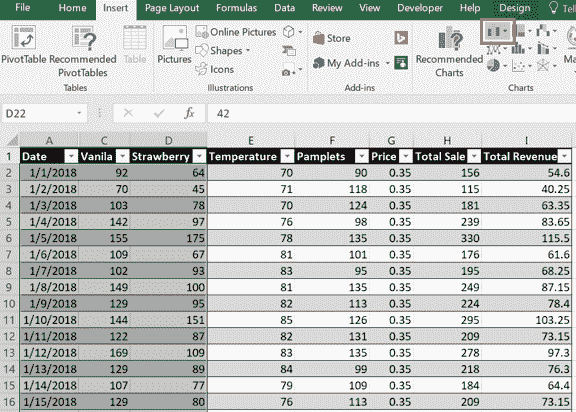 File Home Insert Page Layout Formulas Data Review View Developer Help Design Tell
PivotTable Recommended PivotTables Table Pictures Online Pictures Shapes Icons Store My Add-ins Recommended Charts Ma
Tables Illustrations Add-ins Charts
D22 fx 42
A C D E F G H I
1 Date Vanila Strawberry Temperature Pamplets Price Total Sale Total Revenue
2 1/1/2018 92 64 70 90 0.35 156 54.6
3 1/2/2018 70 45 71 118 0.35 115 40.25
4 1/3/2018 103 78 70 124 0.35 181 63.35
5 1/4/2018 142 97 76 98 0.35 239 83.65
6 1/5/2018 155 175 78 135 0.35 330 115.5
7 1/6/2018 109 67 81 101 0.35 176 61.6
8 1/7/2018 102 93 83 95 0.35 195 68.25
9 1/8/2018 149 100 81 135 0.35 249 87.15
10 1/9/2018 129 95 82 113 0.35 224 78.4
11 1/10/2018 144 151 85 126 0.35 295 103.25
12 1/11/2018 122 87 82 131 0.35 209 73.15
13 1/12/2018 169 109 83 135 0.35 278 97.3
14 1/13/2018 129 89 84 99 0.35 218 76.3
15 1/14/2018 107 77 79 109 0.35 184 64.4
16 1/15/2018 129 80 76 113 0.35 209 73.15